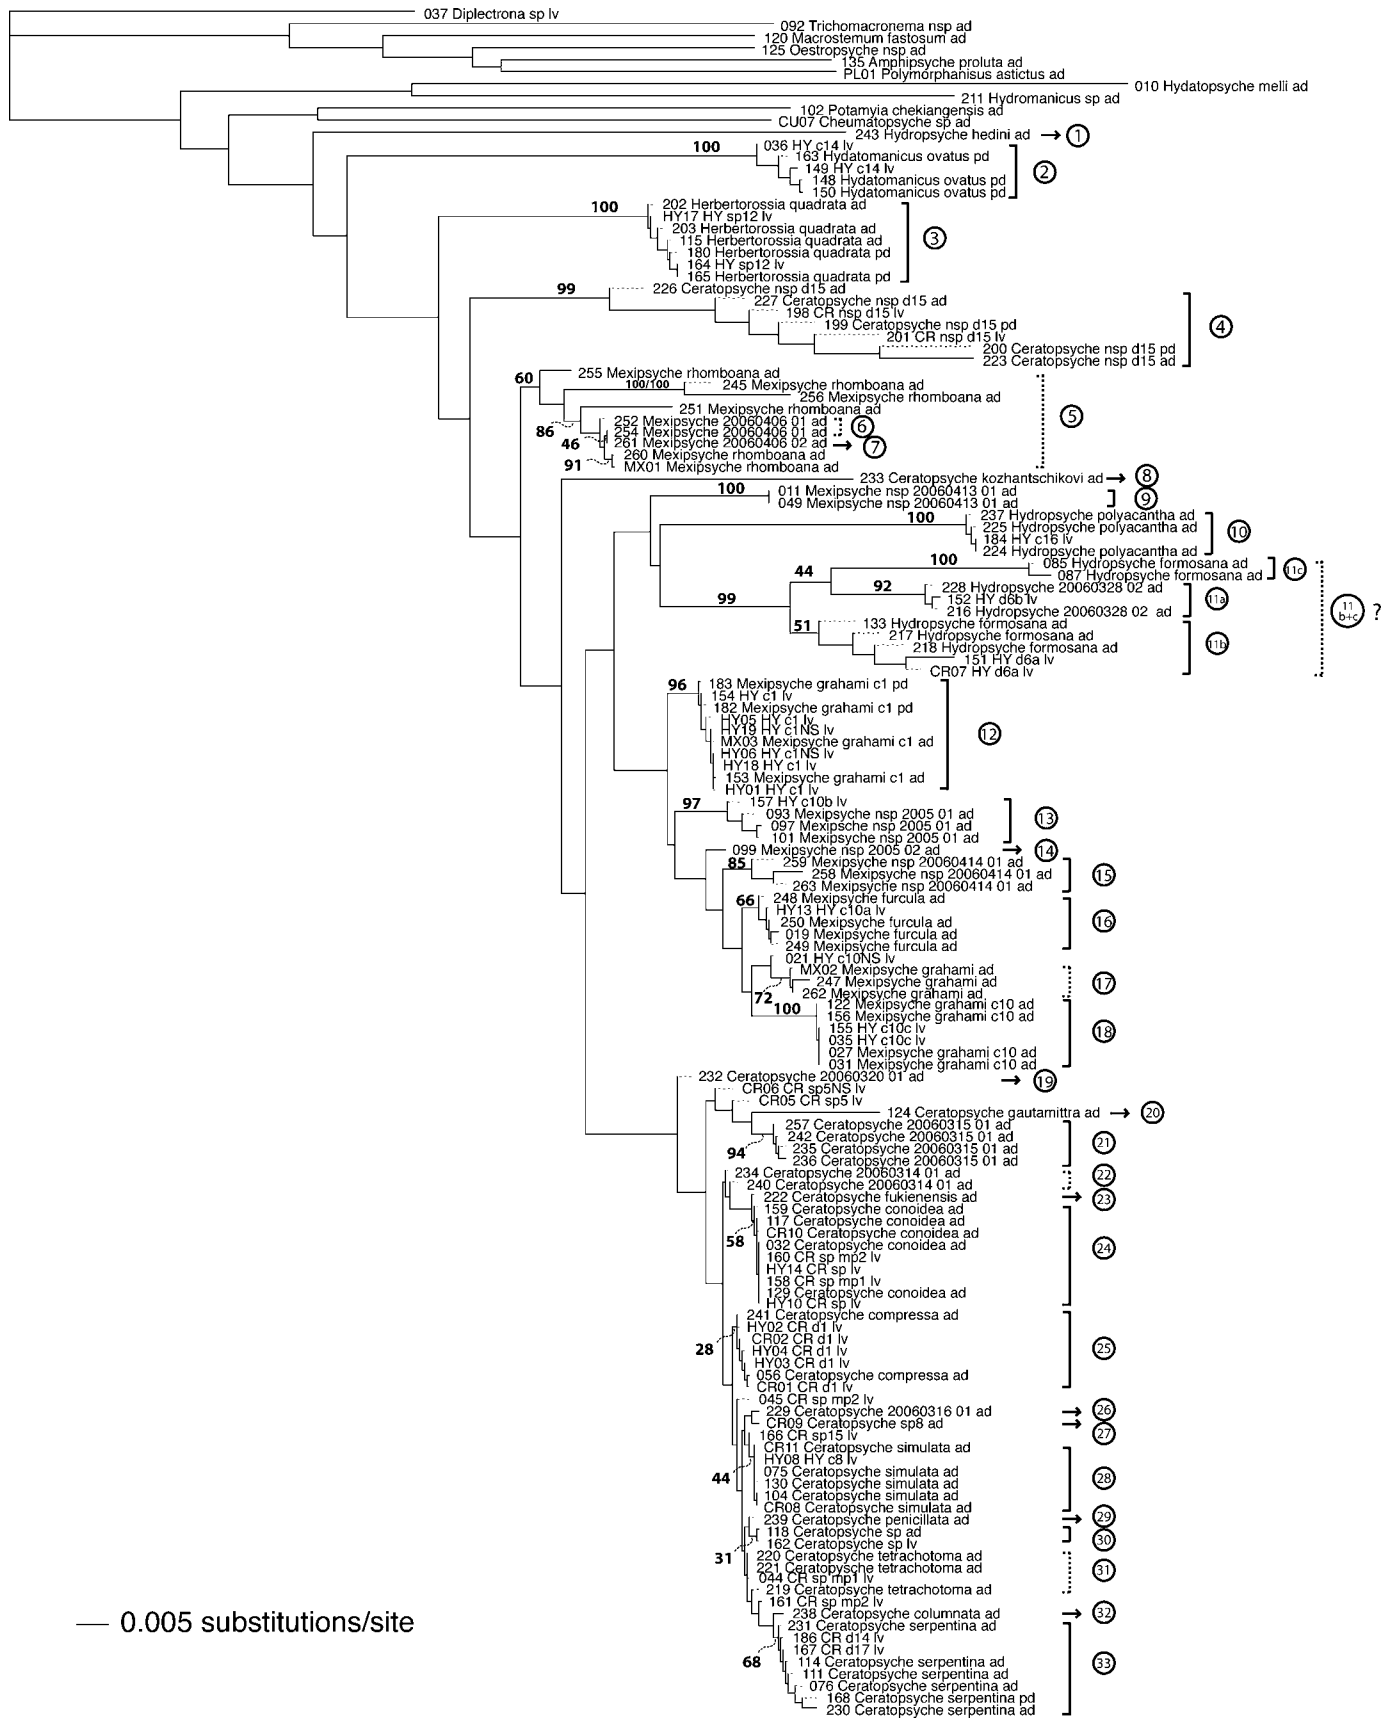 037 Diplectrona sp lv
092 Trichomacronema nsp ad
120 Macrostemum fastosum ad
125 Oestropsyche nsp ad
135 Amphipsyche proluta ad
PL01 Polymorphanisus astictus ad
010 Hydatopsyche melli ad
211 Hydromanicus sp ad
102 Potamyia chekiangensis ad
CU07 Cheumatopsyche sp ad
243 Hydropsyche hedini ad → 1
036 HY c14 lv
100
163 Hydatomanicus ovatus pd
149 HY c14 lv
2
148 Hydatomanicus ovatus pd
150 Hydatomanicus ovatus pd
202 Herbertorossia quadrata ad
100
HY17 HY sp12 lv
203 Herbertorossia quadrata ad
115 Herbertorossia quadrata ad
3
180 Herbertorossia quadrata pd
164 HY sp12 lv
165 Herbertorossia quadrata pd
99
226 Ceratopsyche nsp d15 ad
227 Ceratopsyche nsp d15 ad
198 CR nsp d15 lv
199 Ceratopsyche nsp d15 pd
4
201 CR nsp d15 lv
200 Ceratopsyche nsp d15 pd
223 Ceratopsyche nsp d15 ad
60
255 Mexipsyche rhomboana ad
100/100
245 Mexipsyche rhomboana ad
256 Mexipsyche rhomboana ad
251 Mexipsyche rhomboana ad
5
86
252 Mexipsyche 20060406 01 ad
254 Mexipsyche 20060406 01 ad
6
46
261 Mexipsyche 20060406 02 ad → 7
260 Mexipsyche rhomboana ad
91
MX01 Mexipsyche rhomboana ad
233 Ceratopsyche kozhantschikovi ad → 8
100
011 Mexipsyche nsp 20060413 01 ad
049 Mexipsyche nsp 20060413 01 ad
9
237 Hydropsyche polyacantha ad
100
225 Hydropsyche polyacantha ad
10
184 HY c16 lv
224 Hydropsyche polyacantha ad
100
085 Hydropsyche formosana ad
44
087 Hydropsyche formosana ad
11c
92
228 Hydropsyche 20060328 02 ad
99
152 HY d6b lv
11a
216 Hydropsyche 20060328 02 ad
11 b+c ?
51
133 Hydropsyche formosana ad
217 Hydropsyche formosana ad
218 Hydropsyche formosana ad
11b
151 HY d6a lv
CR07 HY d6a lv
96
183 Mexipsyche grahami c1 pd
154 HY c1 lv
182 Mexipsyche grahami c1 pd
HY05 HY c1 lv
HY19 HY c1NS lv
12
MX03 Mexipsyche grahami c1 ad
HY06 HY c1NS lv
HY18 HY c1 lv
153 Mexipsyche grahami c1 ad
HY01 HY c1 lv
97
157 HY c10b lv
093 Mexipsyche nsp 2005 01 ad
13
097 Mexipsche nsp 2005 01 ad
101 Mexipsyche nsp 2005 01 ad
099 Mexipsyche nsp 2005 02 ad → 14
85
259 Mexipsyche nsp 20060414 01 ad
258 Mexipsyche nsp 20060414 01 ad
15
263 Mexipsyche nsp 20060414 01 ad
66
248 Mexipsyche furcula ad
HY13 HY c10a lv
250 Mexipsyche furcula ad
16
019 Mexipsyche furcula ad
249 Mexipsyche furcula ad
021 HY c10NS lv
MX02 Mexipsyche grahami ad
247 Mexipsyche grahami ad
17
72
262 Mexipsyche grahami ad
100
122 Mexipsyche grahami c10 ad
156 Mexipsyche grahami c10 ad
155 HY c10c lv
18
035 HY c10c lv
027 Mexipsyche grahami c10 ad
031 Mexipsyche grahami c10 ad
232 Ceratopsyche 20060320 01 ad → 19
CR06 CR sp5NS lv
CR05 CR sp5 lv
124 Ceratopsyche gautamittra ad → 20
257 Ceratopsyche 20060315 01 ad
242 Ceratopsyche 20060315 01 ad
21
94
235 Ceratopsyche 20060315 01 ad
236 Ceratopsyche 20060315 01 ad
234 Ceratopsyche 20060314 01 ad
22
240 Ceratopsyche 20060314 01 ad
222 Ceratopsyche fukienensis ad → 23
159 Ceratopsyche conoidea ad
117 Ceratopsyche conoidea ad
CR10 Ceratopsyche conoidea ad
58
032 Ceratopsyche conoidea ad
24
160 CR sp mp2 lv
HY14 CR sp lv
158 CR sp mp1 lv
129 Ceratopsyche conoidea ad
HY10 CR sp lv
241 Ceratopsyche compressa ad
HY02 CR d1 lv
CR02 CR d1 lv
28
HY04 CR d1 lv
25
HY03 CR d1 lv
056 Ceratopsyche compressa ad
CR01 CR d1 lv
045 CR sp mp2 lv
229 Ceratopsyche 20060316 01 ad → 26
CR09 Ceratopsyche sp8 ad → 27
166 CR sp15 lv
CR11 Ceratopsyche simulata ad
HY08 HY c8 lv
44
075 Ceratopsyche simulata ad
28
130 Ceratopsyche simulata ad
104 Ceratopsyche simulata ad
CR08 Ceratopsyche simulata ad
239 Ceratopsyche penicillata ad → 29
118 Ceratopsyche sp ad
30
162 Ceratopsyche sp lv
31
220 Ceratopsyche tetrachotoma ad
221 Ceratopysche tetrachotoma ad
31
044 CR sp mp1 lv
219 Ceratopysche tetrachotoma ad
161 CR sp mp2 lv
238 Ceratopsyche columnata ad → 32
231 Ceratopsyche serpentina ad
186 CR d14 lv
167 CR d17 lv
68
114 Ceratopsyche serpentina ad
33
111 Ceratopsyche serpentina ad
076 Ceratopsyche serpentina ad
168 Ceratopsyche serpentina pd
230 Ceratopsyche serpentina ad
0.005 substitutions/site